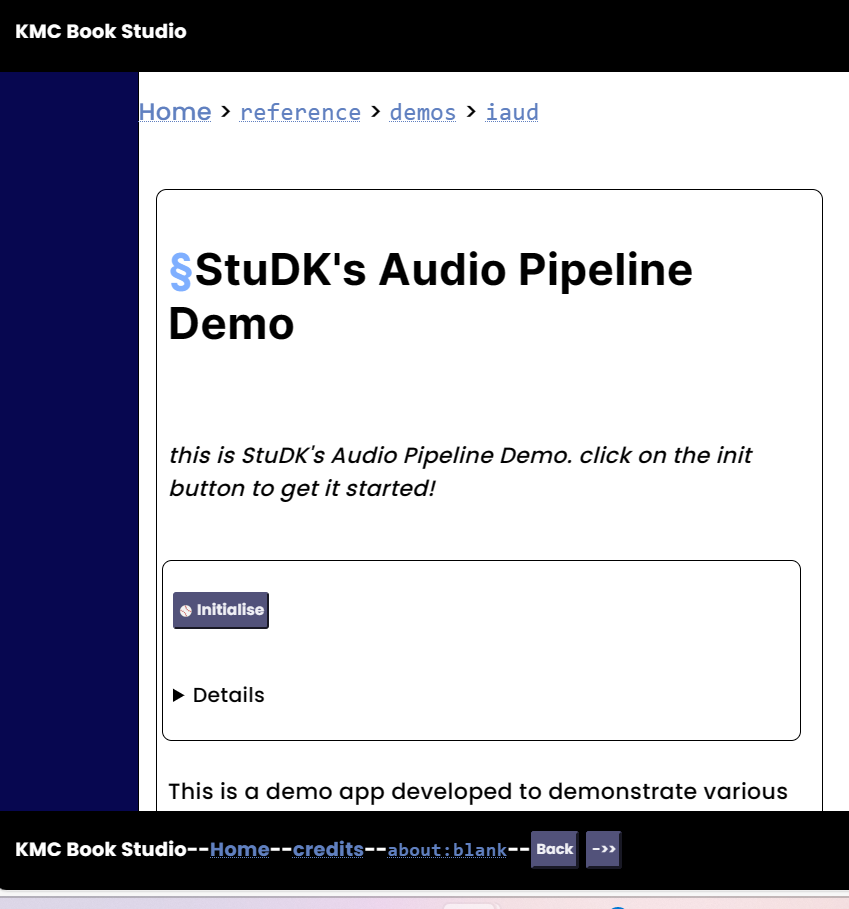 KMC Book Studio
Home > reference > demos > iaud
§StuDK's Audio Pipeline
Demo
this is StuDK's Audio Pipeline Demo. click on the init
button to get it started!
Initialise
Details
This is a demo app developed to demonstrate various
KMC Book Studio--Home--credits--about:blank-- Back ->>